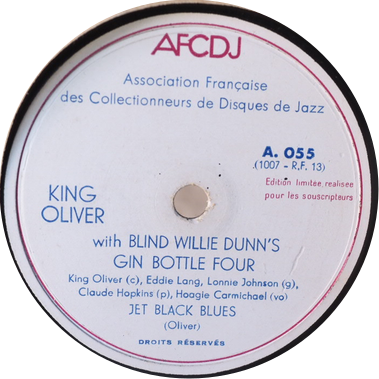 AFCDJ
Association Française
des Collectionneurs de Disques de Jazz
A. 055
(1007 - R.F. 13)
Edition limitée, réalisée
pour les souscripteurs
KING
OLIVER
with BLIND WILLIE DUNN'S
GIN BOTTLE FOUR
King Oliver (c), Eddie Lang, Lonnie Johnson (g),
Claude Hopkins (p), Hoagie Carmichael (vo)
JET BLACK BLUES
(Oliver)
DROITS RÉSERVÉS